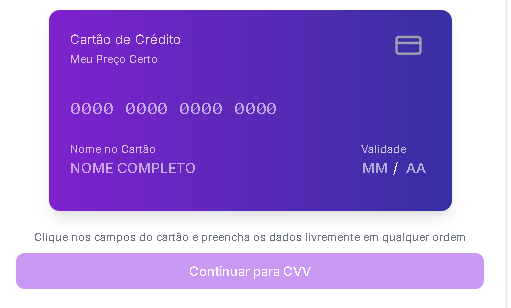 Cartão de Crédito
Meu Preço Certo
0000 0000 0000 0000
Nome no Cartão
Validade
NOME COMPLETO
MM / AA
Clique nos campos do cartão e preencha os dados livremente em qualquer ordem
Continuar para CVV